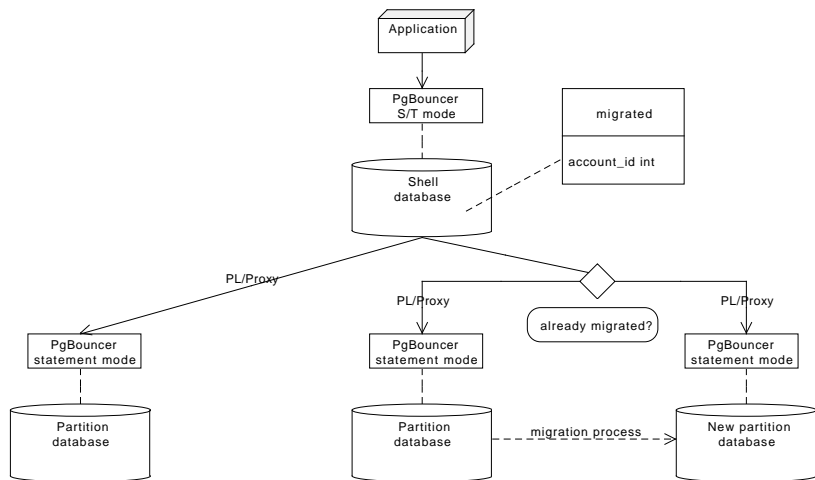 Application
PgBouncer
S/T mode
migrated
account_id int
Shell
database
PL/Proxy
PL/Proxy
PL/Proxy
already migrated?
PgBouncer
statement mode
PgBouncer
statement mode
PgBouncer
statement mode
Partition
database
Partition
database
migration process
New partition
database